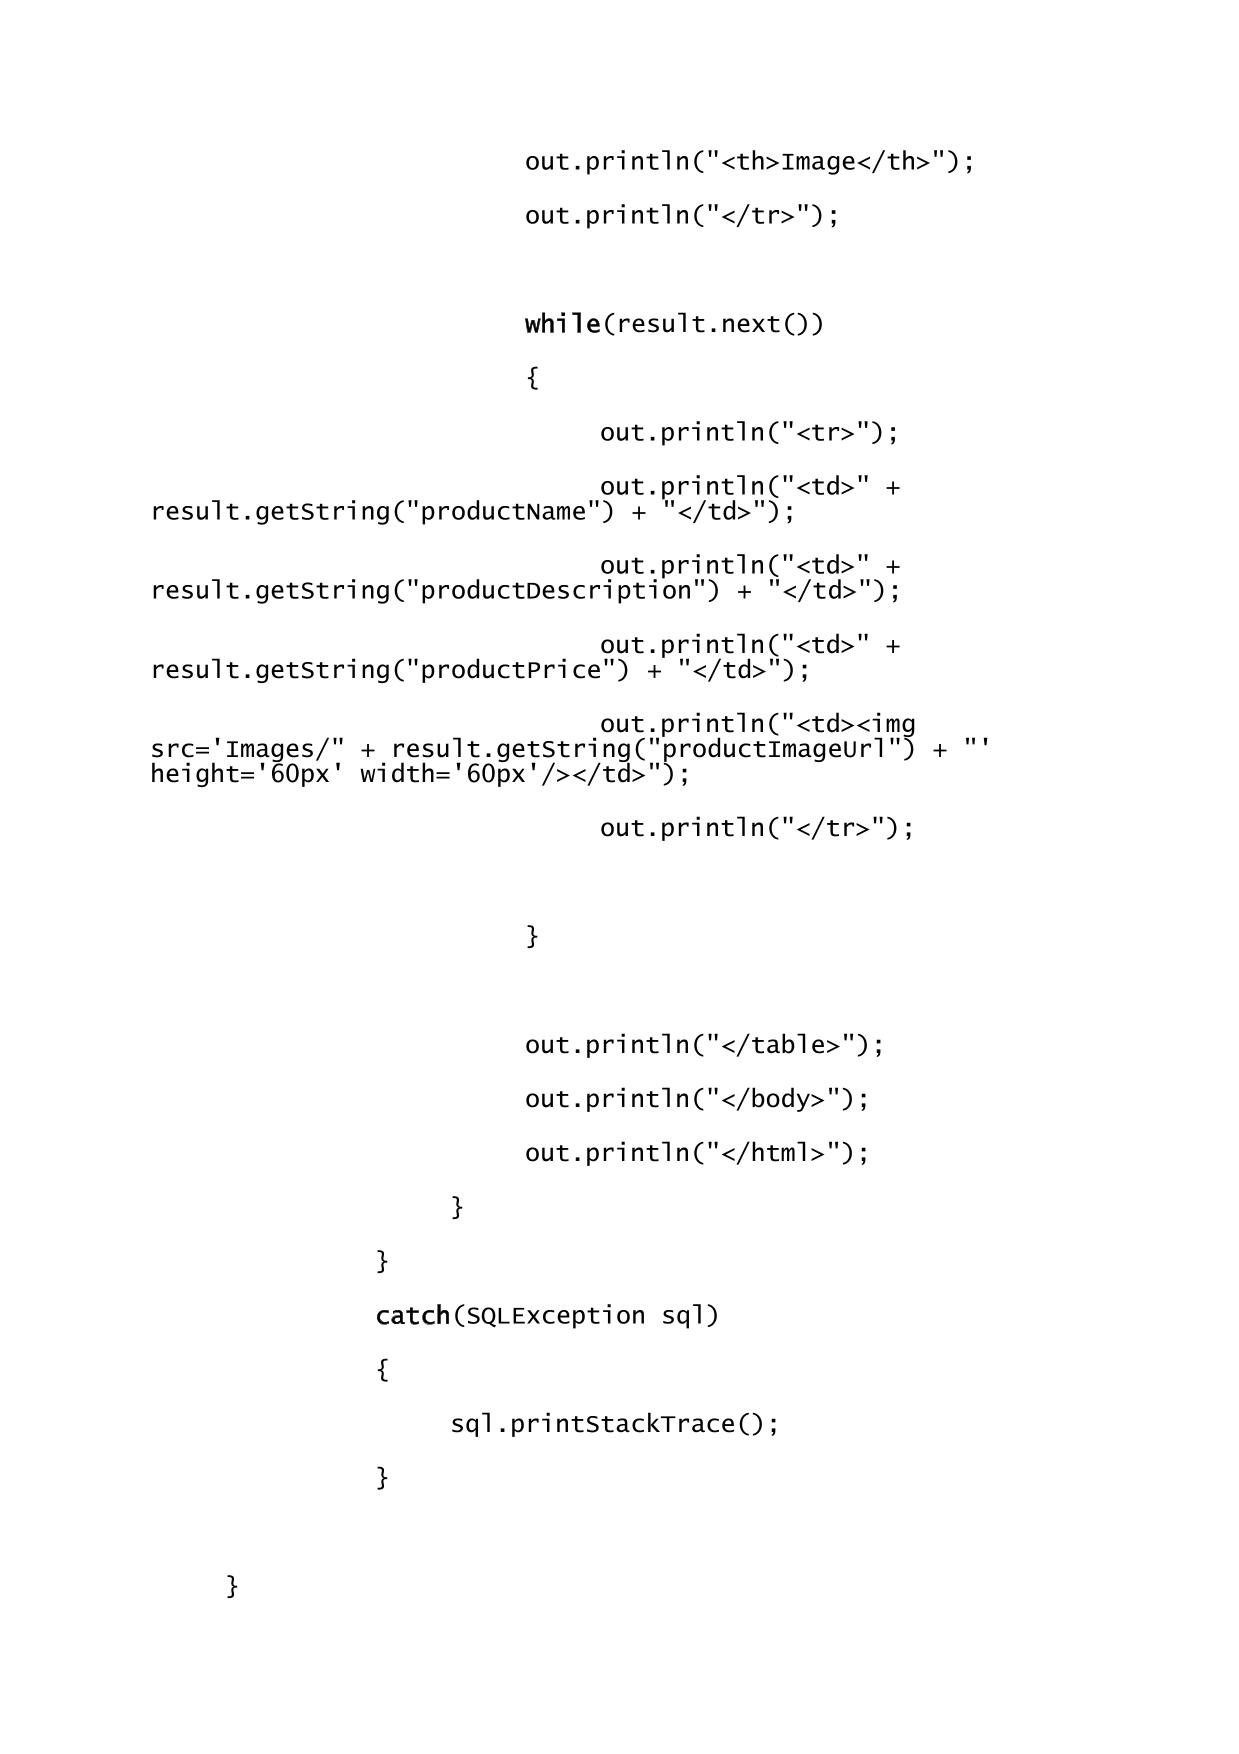 out.println("<th>Image</th>");
out.println("</tr>");
while(result.next())
{
out.println("<tr>");
out.println("<td>" +
result.getString("productName") + "</td>");
out.println("<td>" +
result.getString("productDescription") + "</td>");
out.println("<td>" +
result.getString("productPrice") + "</td>");
out.println("<td><img
src='Images/" + result.getString("productImageUrl") + "'
height='60px' width='60px'/></td>");
out.println("</tr>");
}
out.println("</table>");
out.println("</body>");
out.println("</html>");
}
}
catch(SQLException sql)
{
sql.printStackTrace();
}
}